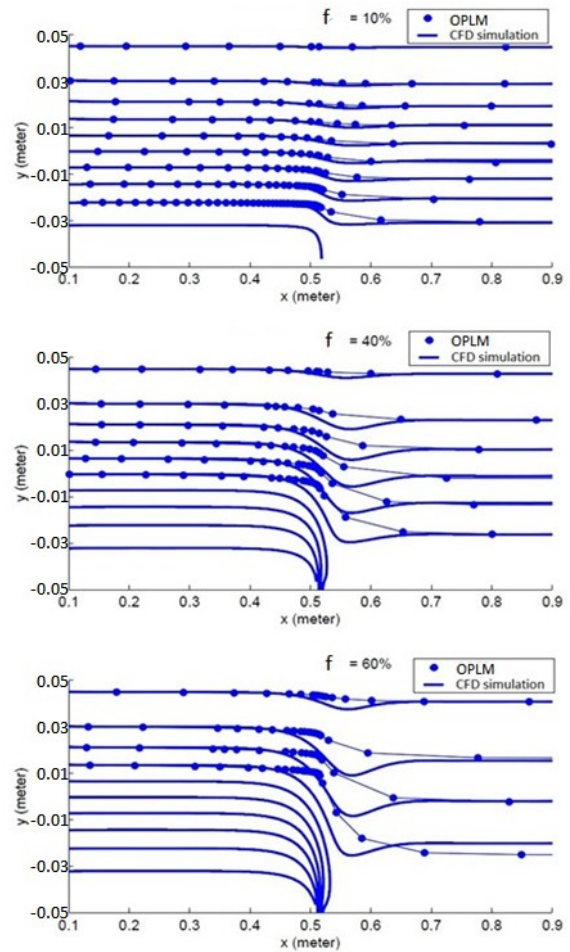 f = 10%
OPLM
CFD simulation
0.05
0.03
0.01
-0.01
-0.03
-0.05
y (meter)
0.1 0.2 0.3 0.4 0.5 0.6 0.7 0.8 0.9
x (meter)
f = 40%
OPLM
CFD simulation
0.05
0.03
0.01
-0.01
-0.03
-0.05
y (meter)
0.1 0.2 0.3 0.4 0.5 0.6 0.7 0.8 0.9
x (meter)
f = 60%
OPLM
CFD simulation
0.05
0.03
0.01
-0.01
-0.03
-0.05
y (meter)
0.1 0.2 0.3 0.4 0.5 0.6 0.7 0.8 0.9
x (meter)